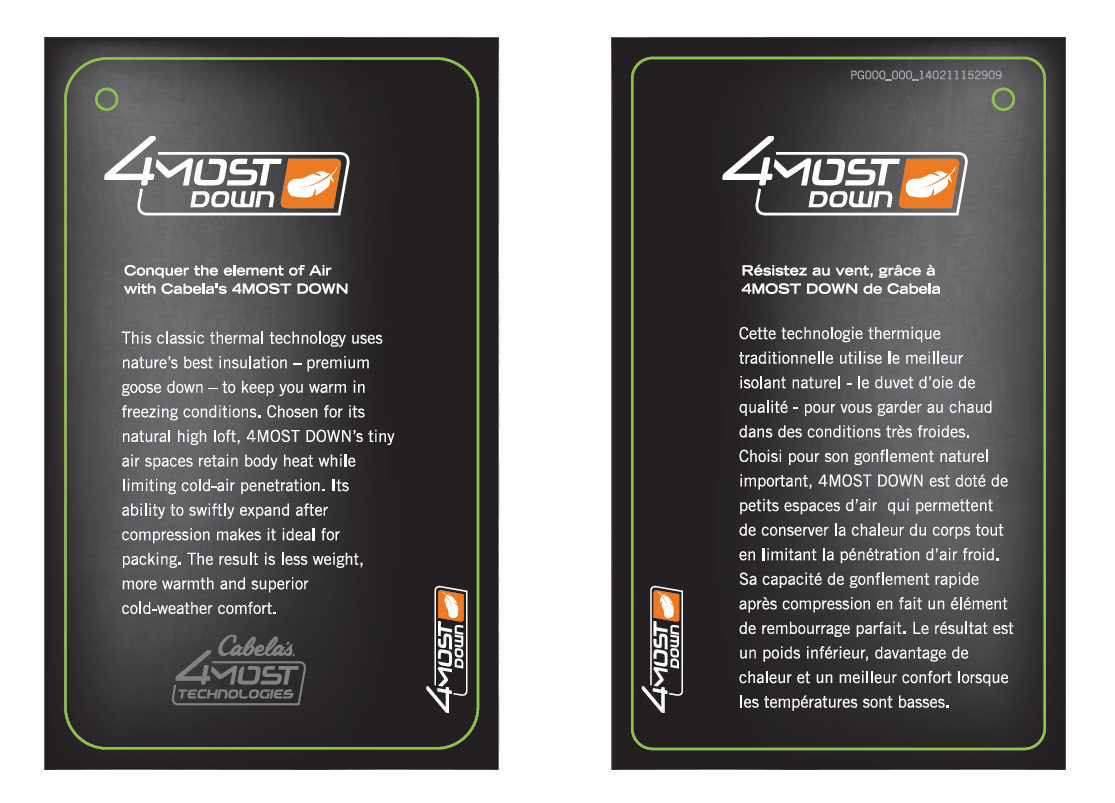 4MOST
DOWN
Conquer the element of Air
with Cabela's 4MOST DOWN
This classic thermal technology uses
nature's best insulation – premium
goose down – to keep you warm in
freezing conditions. Chosen for its
natural high loft, 4MOST DOWN's tiny
air spaces retain body heat while
limiting cold-air penetration. Its
ability to swiftly expand after
compression makes it ideal for
packing. The result is less weight,
more warmth and superior
cold-weather comfort.
Cabela's
4MOST
TECHNOLOGIES
4MOST
DOWN
PG000_000_140211152909
4MOST
DOWN
Résistez au vent, grâce à
4MOST DOWN de Cabela
Cette technologie thermique
traditionnelle utilise le meilleur
isolant naturel - le duvet d'oie de
qualité - pour vous garder au chaud
dans des conditions très froides.
Choisi pour son gonflement naturel
important, 4MOST DOWN est doté de
petits espaces d'air qui permettent
de conserver la chaleur du corps tout
en limitant la pénétration d'air froid.
Sa capacité de gonflement rapide
après compression en fait un élément
de rembourrage parfait. Le résultat est
un poids inférieur, davantage de
chaleur et un meilleur confort lorsque
les températures sont basses.
4MOST
DOWN